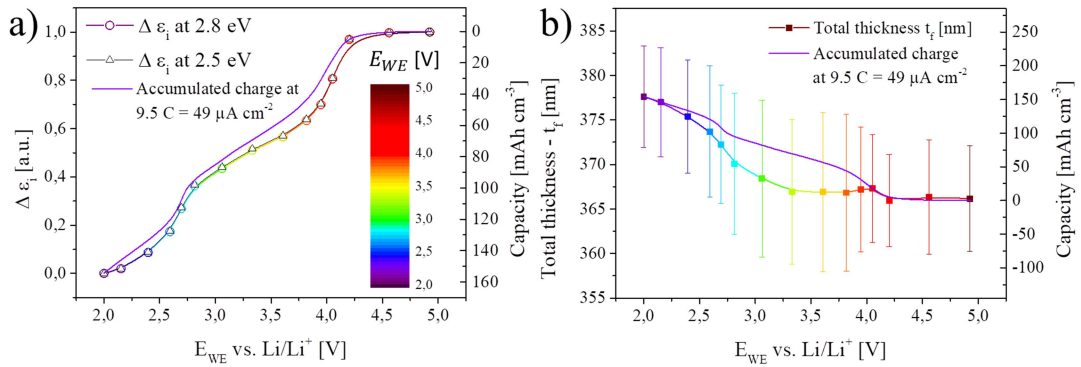 a)
Δ εᵢ at 2.8 eV
Δ εᵢ at 2.5 eV
Accumulated charge at
9.5 C = 49 µA cm⁻²
E_WE [V]
5,0
4,5
4,0
3,5
3,0
2,5
2,0
1,0
0,8
0,6
0,4
0,2
0,0
Δ εᵢ [a.u.]
0
20
40
60
80
100
120
140
160
Capacity [mAh cm⁻³]
2,0 2,5 3,0 3,5 4,0 4,5 5,0
E_WE vs. Li/Li⁺ [V]
b)
Total thickness t_f [nm]
Accumulated charge
at 9.5 C = 49 µA cm⁻²
385
380
375
370
365
360
355
Total thickness - t_f [nm]
250
200
150
100
50
0
-50
-100
Capacity [mAh cm⁻³]
2,0 2,5 3,0 3,5 4,0 4,5 5,0
E_WE vs. Li/Li⁺ [V]